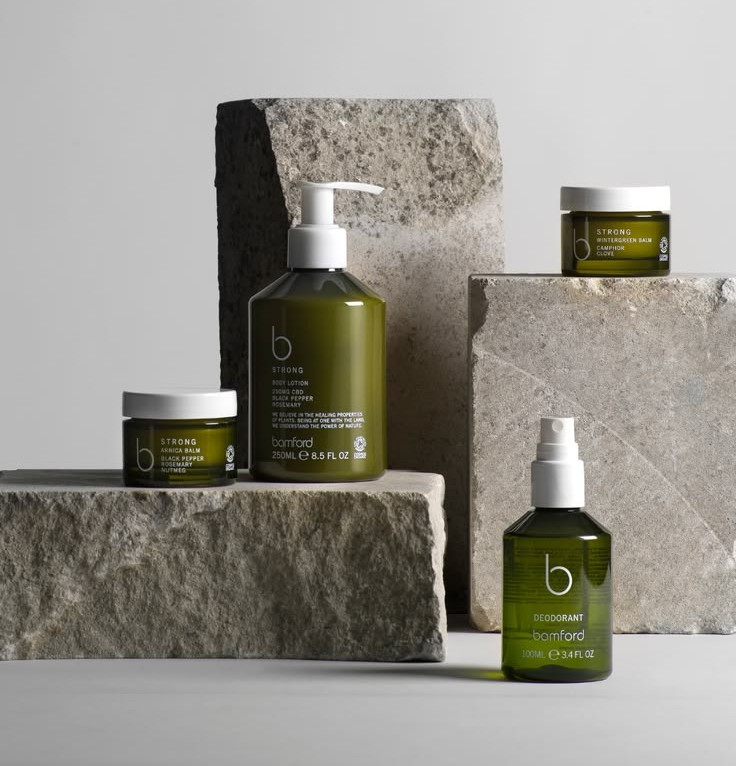 b
STRONG
WINTERGREEN BALM
CAMPHOR
CLOVE
b
STRONG
BODY LOTION
200MG CBD
BLACK PEPPER
ROSEMARY
WE BELIEVE IN THE HEALING PROPERTIES
OF PLANTS. BEING AT ONE WITH THE LAND,
WE UNDERSTAND THE POWER OF NATURE.
bamford
250ML ℮ 8.5 FL OZ
b
STRONG
ARNICA BALM
BLACK PEPPER
ROSEMARY
NUTMEG
b
DEODORANT
bamford
100ML ℮ 3.4 FL OZ